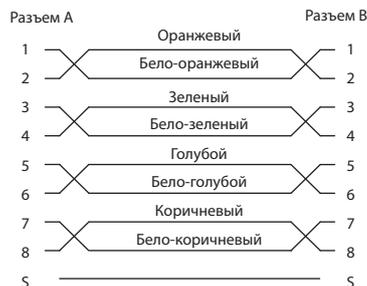 Разъем A Разъем B
Оранжевый
1 1
Бело-оранжевый
2 2
Зеленый
3 3
Бело-зеленый
4 4
Голубой
5 5
Бело-голубой
6 6
Коричневый
7 7
Бело-коричневый
8 8
S S